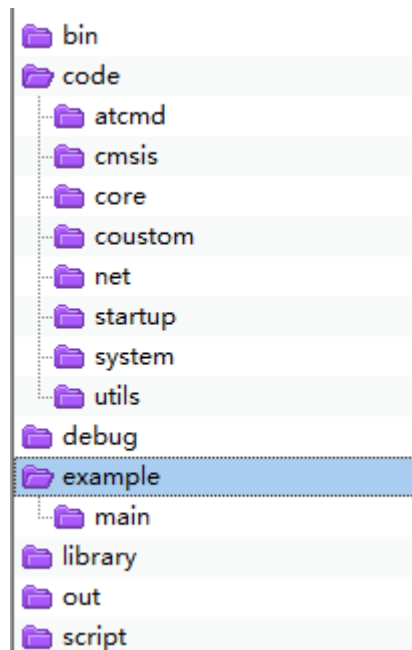 bin
code
atcmd
cmsis
core
coustom
net
startup
system
utils
debug
example
main
library
out
script